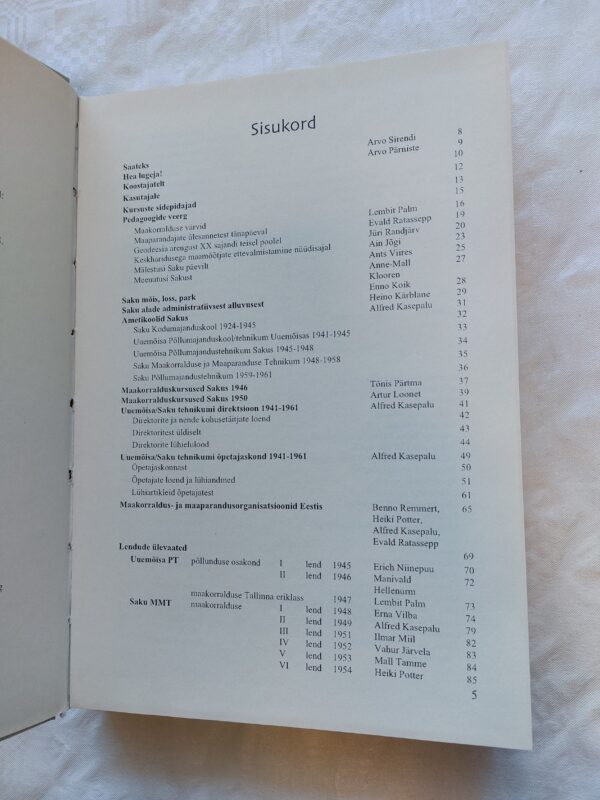 Sisukord
Saateks Arvo Sirendi 8
Hea lugeja! Arvo Pärniste 9
Koostajatelt 10
Kasutajale 12
Kursuste sidepidajad 13
Pedagoogide veerg 15
Maakorralduse värvid Lembit Palm 16
Maaparandajate ülesannetest tänapäeval Evald Ratassepp 19
Geodeesia arengust XX sajandi teisel poolel Jüri Randjärv 20
Keskharidusega maamõõtjate ettevalmistamine nüüdisajal Ain Jõgi 23
Mälestusi Saku päevilt Ants Viires 25
Meenutusi Sakust Anne-Mall 27
Klooren
Saku mõis, loss, park Enno Koik 28
Saku alade administratiivsest alluvusest Heino Kärblane 29
Ametikoolid Sakus Alfred Kasepalu 31
Saku Kodumajanduskool 1924-1945 32
Uuemõisa Põllumajanduskool/tehnikum Uuemõisas 1941-1945 33
Uuemõisa Põllumajandustehnikum Sakus 1945-1948 34
Saku Maakorralduse ja Maaparanduse Tehnikum 1948-1958 35
Saku Põllumajandustehnikum 1959-1961 36
Maakorralduskursused Sakus 1946 Tõnis Pärtma 37
Maakorralduskursused Sakus 1950 Artur Loonet 39
Uuemõisa/Saku tehnikumi direktsioon 1941-1961 Alfred Kasepalu 41
Direktorite ja nende kohusetäitjate loend 42
Direktoritest üldiselt 43
Direktorite lühielulood 44
Uuemõisa/Saku tehnikumi õpetajaskond 1941-1961 Alfred Kasepalu 49
Õpetajaskonnast 50
Õpetajate loend ja lühiandmed 51
Lühiartikleid õpetajatest 61
Maakorraldus- ja maaparandusorganisatsioonid Eestis Benno Remmert, 65
Heiki Potter,
Alfred Kasepalu,
Evald Ratassepp
Lendude ülevaated 69
Uuemõisa PT põllunduse osakond I lend 1945 Erich Niinepuu 70
II lend 1946 Manivald 72
Hellenurm
maakorralduse Tallinna eriklass 1947 Lembit Palm 73
Saku MMT maakorralduse I lend 1948 Erna Vilba 74
II lend 1949 Alfred Kasepalu 79
III lend 1951 Ilmar Miil 82
IV lend 1952 Vahur Järvela 83
V lend 1953 Mall Tamme 84
VI lend 1954 Heiki Potter 85
5